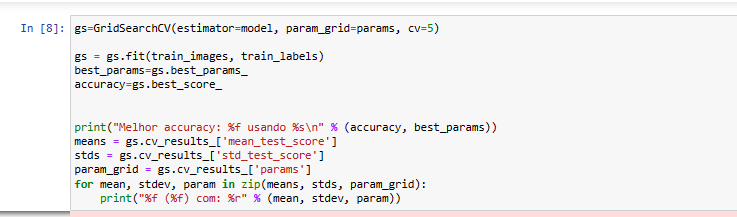 In [8]: gs=GridSearchCV(estimator=model, param_grid=params, cv=5)
gs = gs.fit(train_images, train_labels)
best_params=gs.best_params_
accuracy=gs.best_score_
print("Melhor accuracy: %f usando %s\n" % (accuracy, best_params))
means = gs.cv_results_['mean_test_score']
stds = gs.cv_results_['std_test_score']
param_grid = gs.cv_results_['params']
for mean, stdev, param in zip(means, stds, param_grid):
    print("%f (%f) com: %r" % (mean, stdev, param))